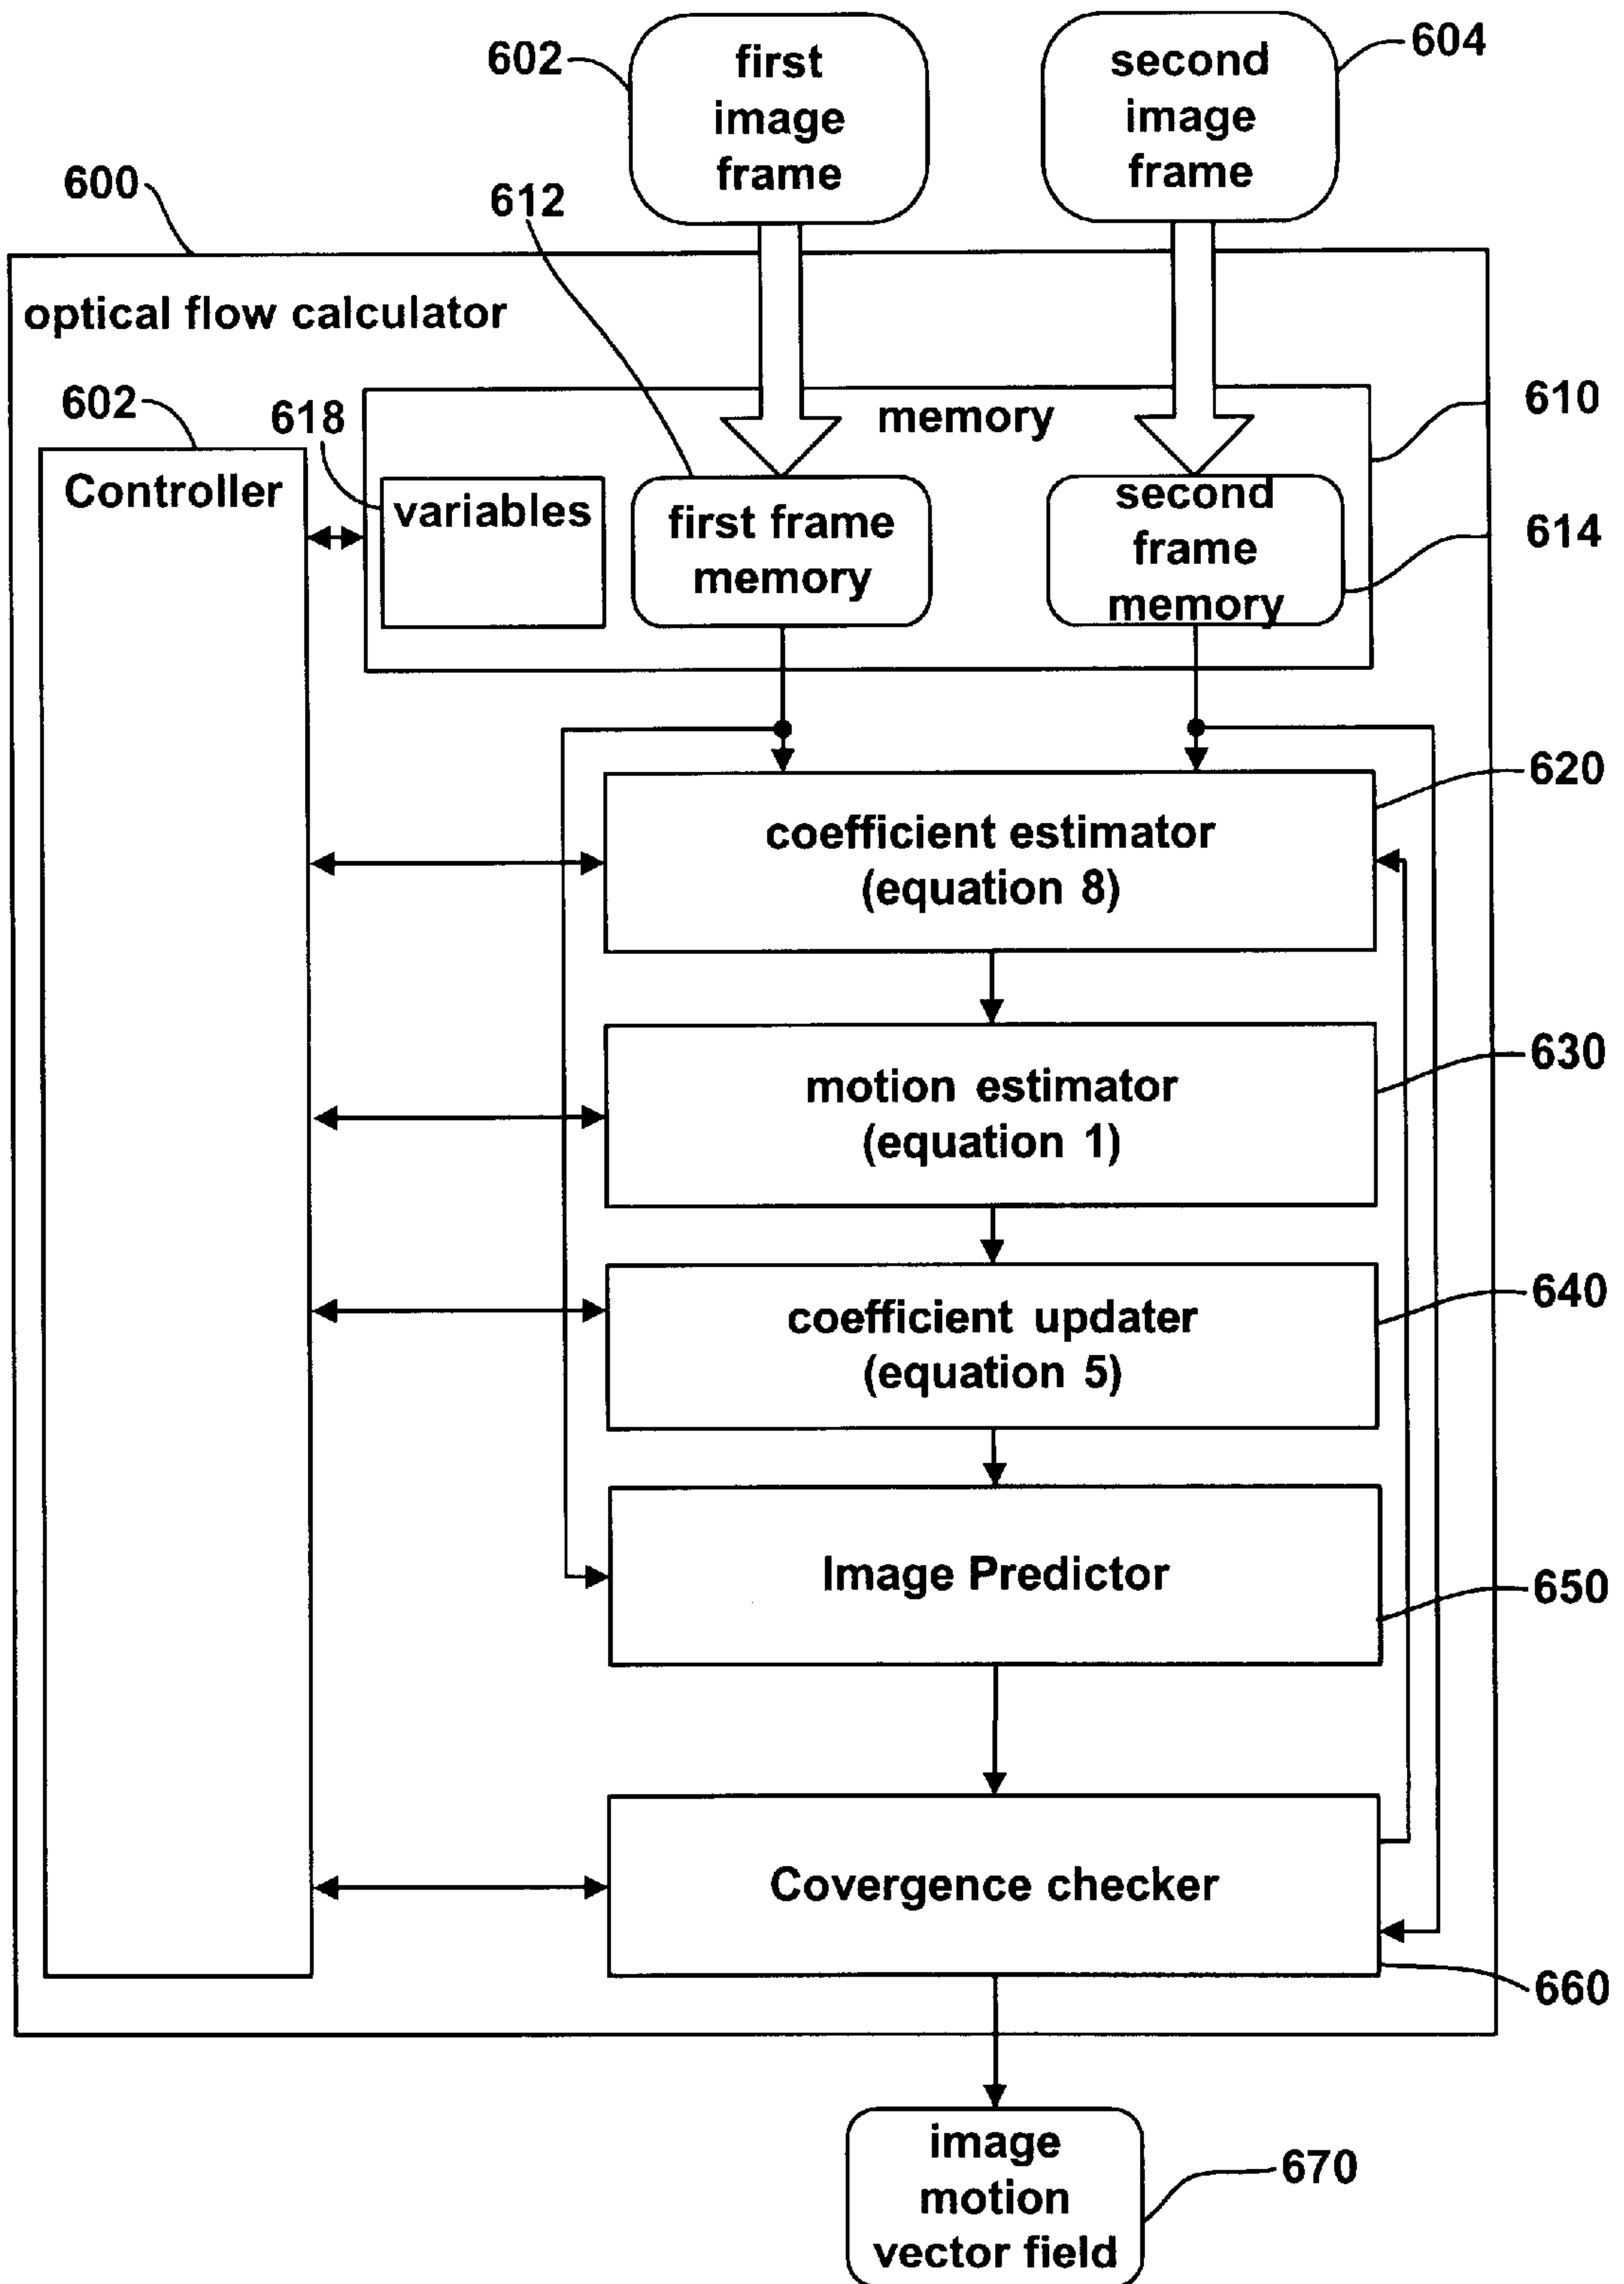 602
first
image
frame
second
image
frame
604
600
612
optical flow calculator
602
618
memory
610
Controller
variables
first frame
memory
second
frame
memory
614
620
coefficient estimator
(equation 8)
630
motion estimator
(equation 1)
640
coefficient updater
(equation 5)
Image Predictor
650
Covergence checker
660
image
motion
vector field
670